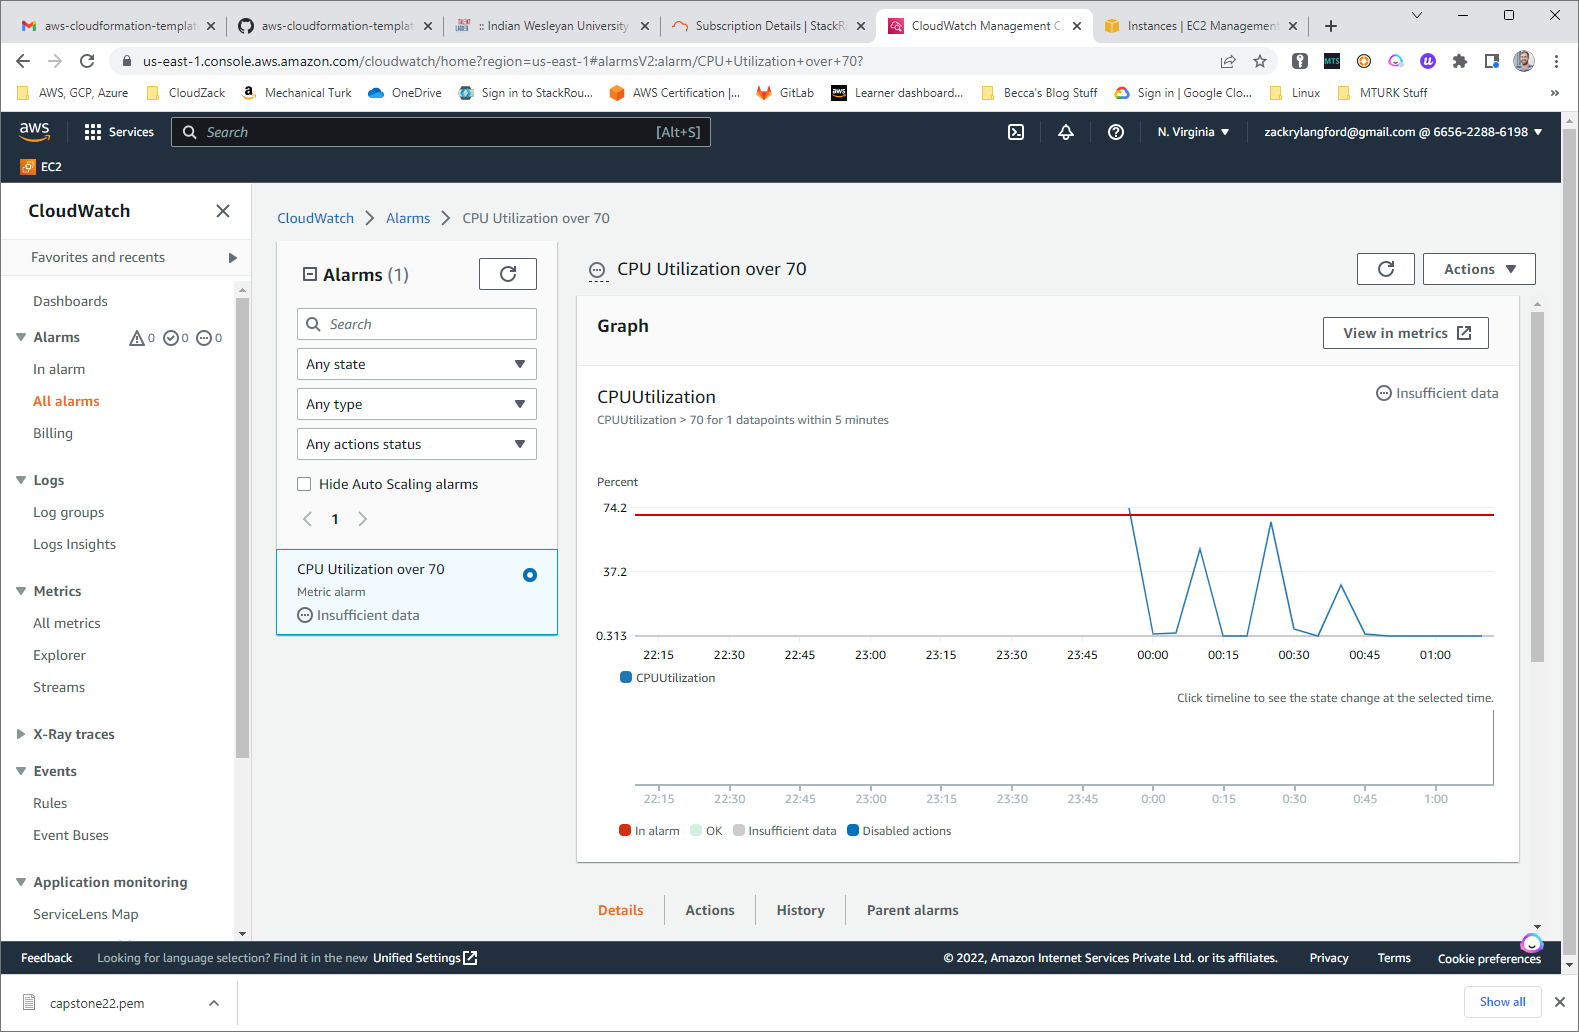 aws-cloudformation-templat
aws-cloudformation-templat
TALENT LADDER :: Indian Wesleyan University
Subscription Details | StackRo
CloudWatch Management Co
Instances | EC2 Management
us-east-1.console.aws.amazon.com/cloudwatch/home?region=us-east-1#alarmsV2:alarm/CPU+Utilization+over+70?
MTS
AWS, GCP, Azure
CloudZack
Mechanical Turk
OneDrive
Sign in to StackRou...
AWS Certification |...
GitLab
aws Learner dashboard...
Becca's Blog Stuff
Sign in | Google Clo...
Linux
MTURK Stuff
»
aws
Services
Search [Alt+S]
N. Virginia
zackrylangford@gmail.com @ 6656-2288-6198
EC2
CloudWatch
Favorites and recents
Dashboards
Alarms 0 0 0
In alarm
All alarms
Billing
Logs
Log groups
Logs Insights
Metrics
All metrics
Explorer
Streams
X-Ray traces
Events
Rules
Event Buses
Application monitoring
ServiceLens Map
CloudWatch > Alarms > CPU Utilization over 70
Alarms (1)
Search
Any state
Any type
Any actions status
Hide Auto Scaling alarms
1
CPU Utilization over 70
Metric alarm
Insufficient data
CPU Utilization over 70
Actions
Graph
View in metrics
CPUUtilization
Insufficient data
CPUUtilization > 70 for 1 datapoints within 5 minutes
Percent
74.2
37.2
0.313
22:15 22:30 22:45 23:00 23:15 23:30 23:45 00:00 00:15 00:30 00:45 01:00
CPUUtilization
Click timeline to see the state change at the selected time.
22:15 22:30 22:45 23:00 23:15 23:30 23:45 0:00 0:15 0:30 0:45 1:00
In alarm OK Insufficient data Disabled actions
Details Actions History Parent alarms
Feedback Looking for language selection? Find it in the new Unified Settings
© 2022, Amazon Internet Services Private Ltd. or its affiliates. Privacy Terms Cookie preferences
capstone22.pem
Show all